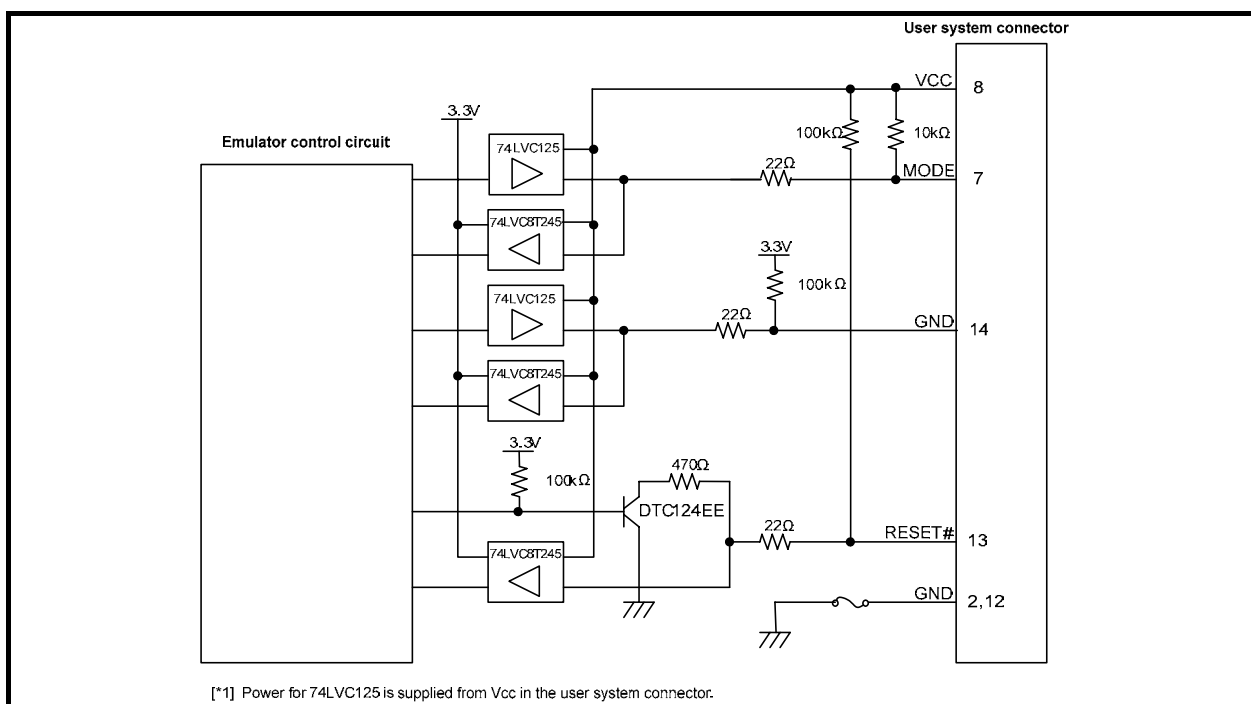 User system connector
VCC
8
3.3V
100kΩ
10kΩ
Emulator control circuit
74LVC125
22Ω
MODE
7
74LVC8T245
3.3V
100kΩ
74LVC125
22Ω
GND
14
74LVC8T245
3.3V
100kΩ
470Ω
DTC124EE
22Ω
RESET#
13
74LVC8T245
GND
2,12
[*1] Power for 74LVC125 is supplied from Vcc in the user system connector.